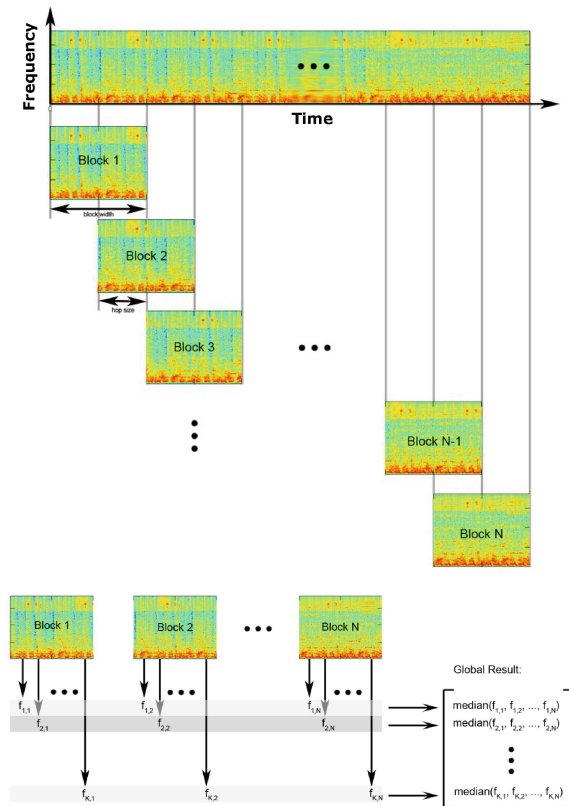 Frequency
Time
Block 1
block width
Block 2
hop size
Block 3
Block N-1
Block N
Block 1
Block 2
Block N
Global Result:
f1,1
f1,2
f1,N
median(f1,1, f1,2, ..., f1,N)
f2,1
f2,2
f2,N
median(f2,1, f2,2, ..., f2,N)
fK,1
fK,2
fK,N
median(fK,1, fK,2, ..., fK,N)